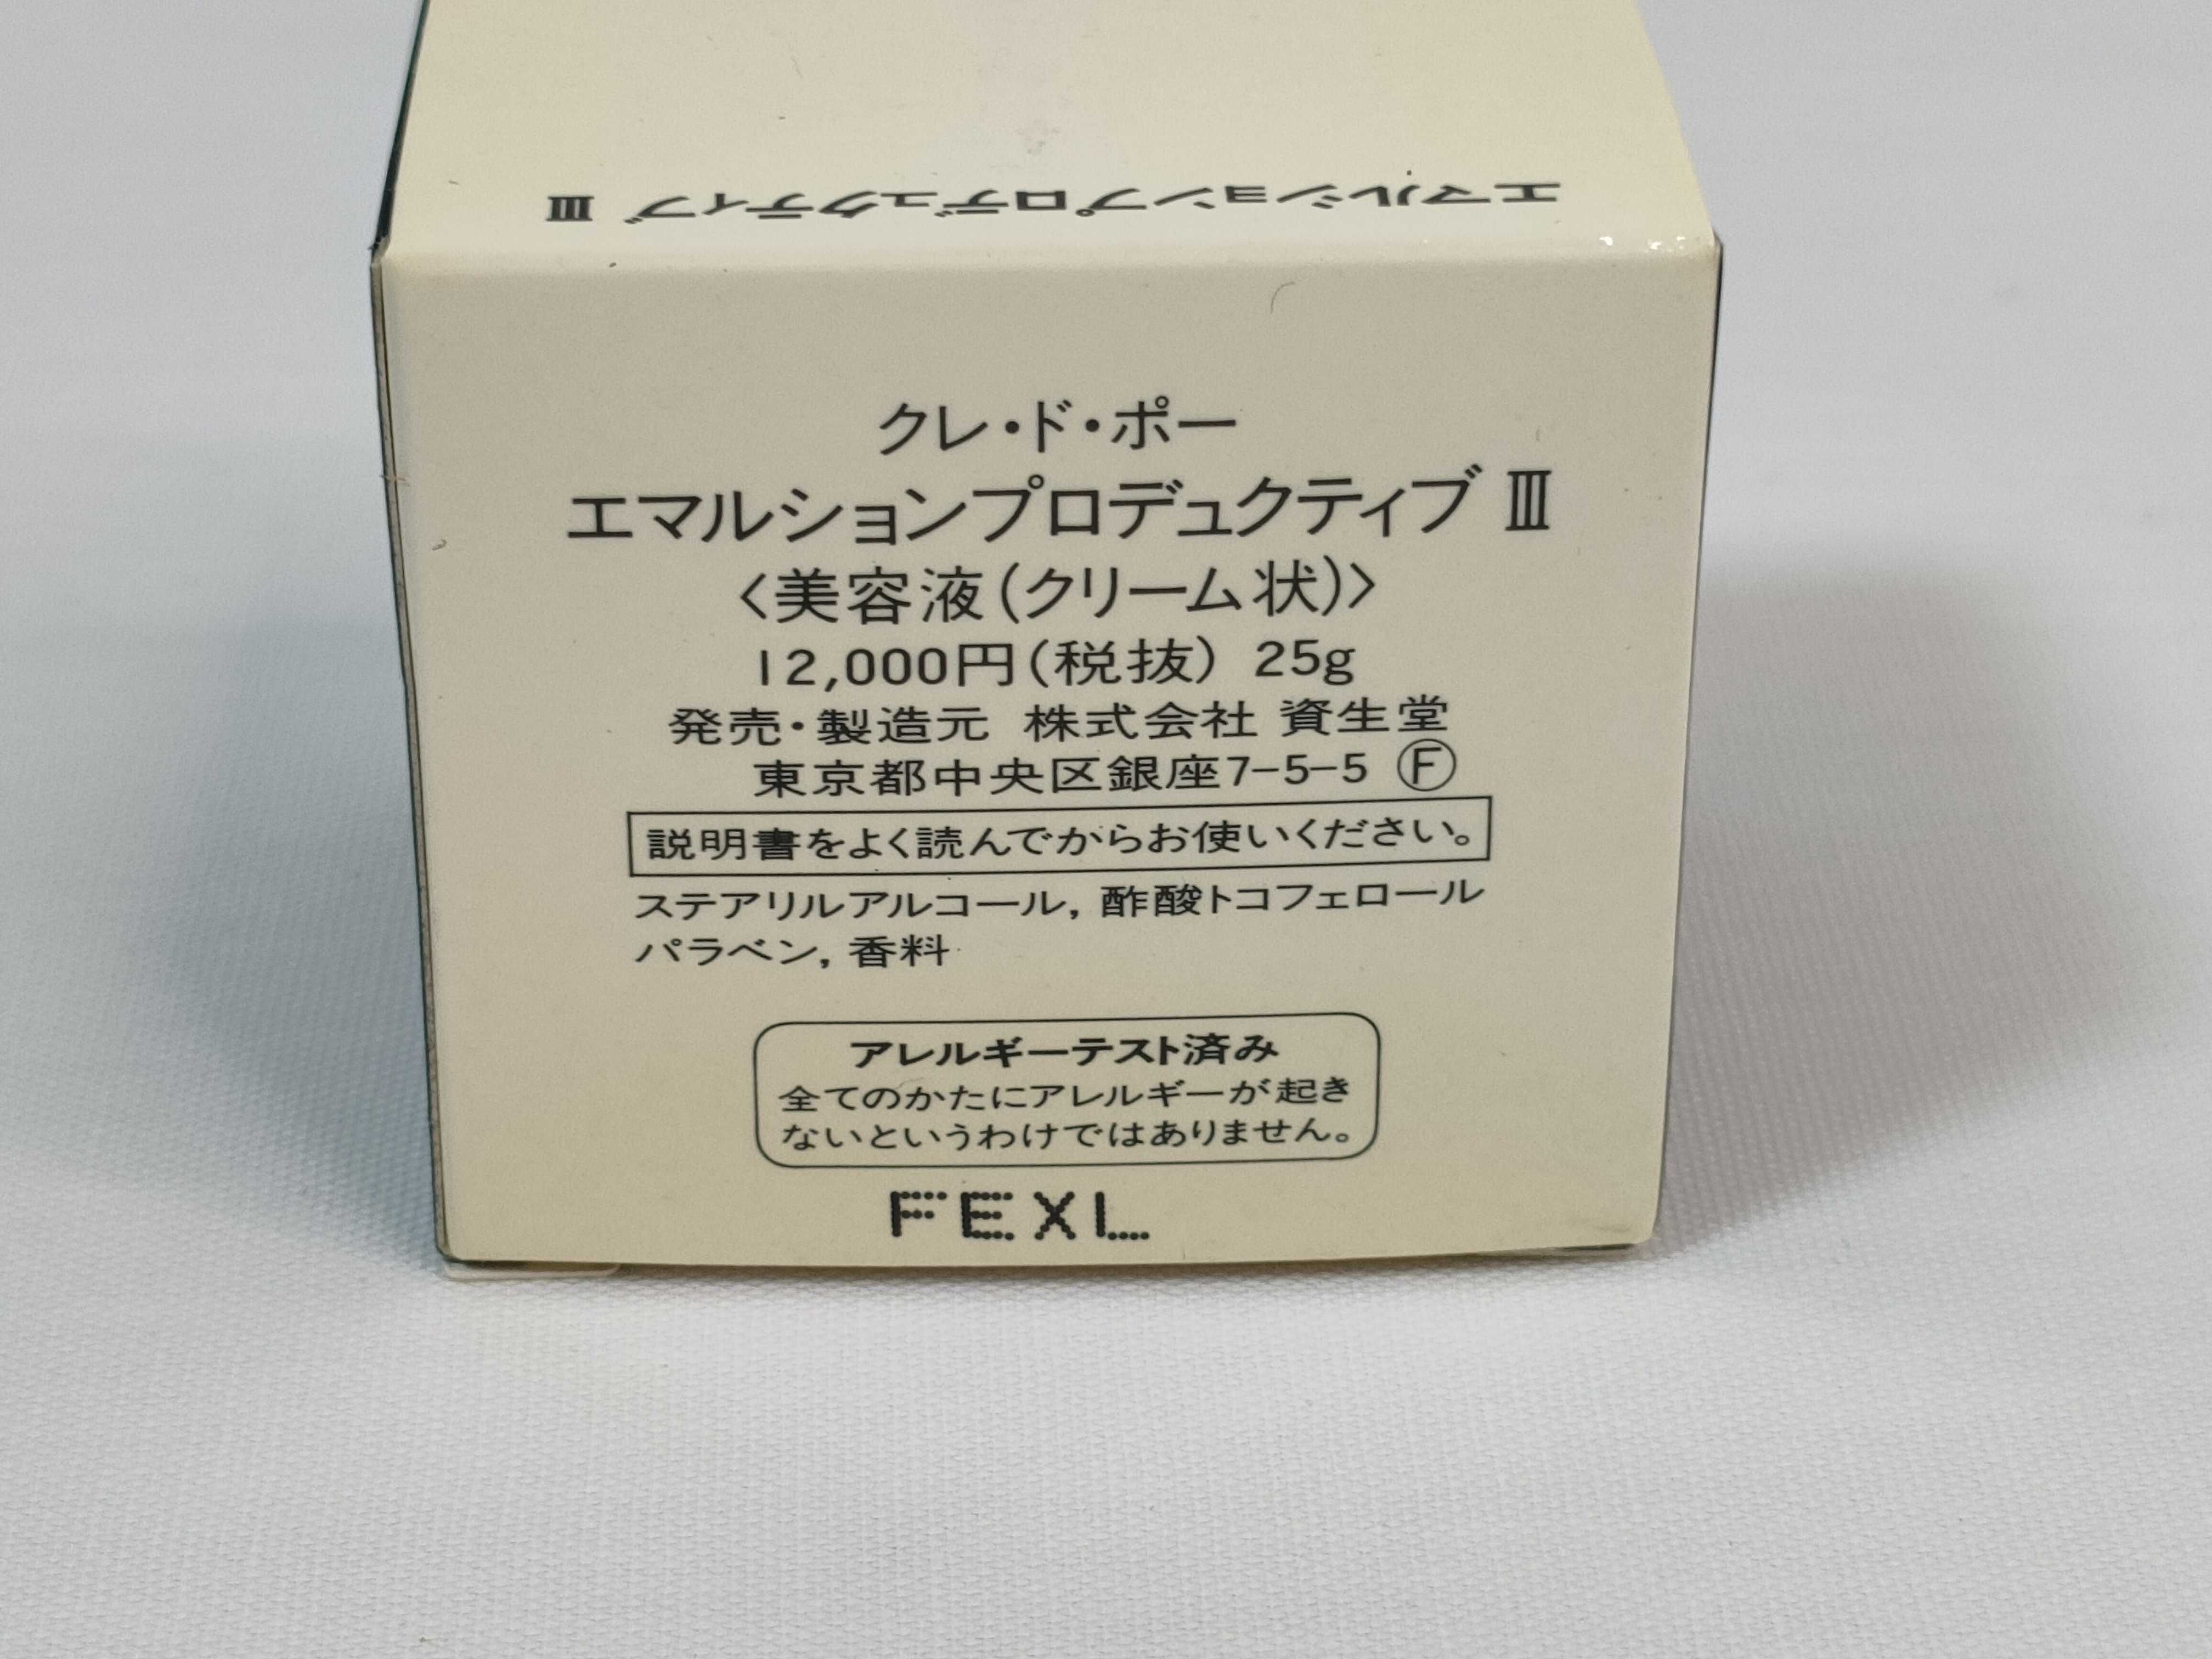 エマルションプロデュクティブ Ⅲ
クレ・ド・ポー
エマルションプロデュクティブ Ⅲ
〈美容液(クリーム状)〉
12,000円(税抜) 25g
発売・製造元 株式会社 資生堂
東京都中央区銀座7-5-5 Ⓕ
説明書をよく読んでからお使いください。
ステアリルアルコール, 酢酸トコフェロール
パラベン, 香料
アレルギーテスト済み
全てのかたにアレルギーが起き
ないというわけではありません。
FEXL